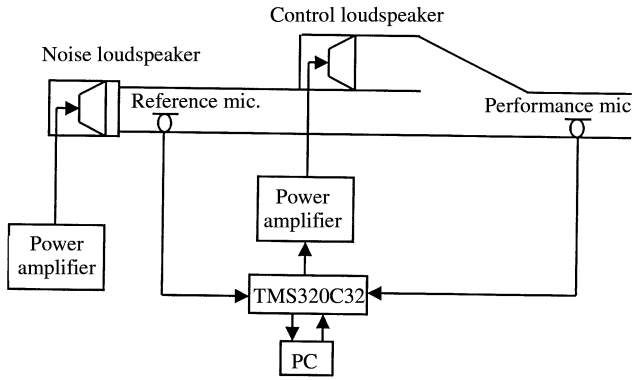 Control loudspeaker
Noise loudspeaker
Reference mic.
Performance mic
Power
amplifier
Power
amplifier
TMS320C32
PC